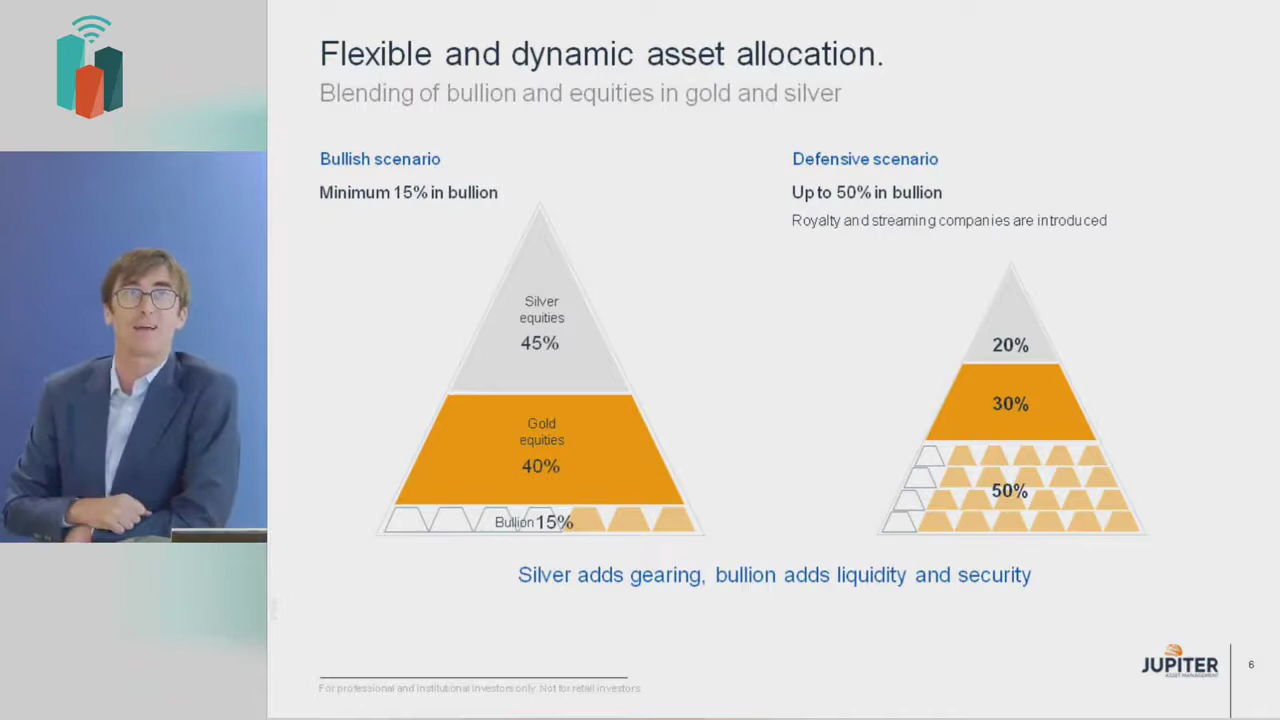 Flexible and dynamic asset allocation.
Blending of bullion and equities in gold and silver
Bullish scenario
Minimum 15% in bullion
Silver
equities
45%
Gold
equities
40%
Bullion 15%
Defensive scenario
Up to 50% in bullion
Royalty and streaming companies are introduced
20%
30%
50%
Silver adds gearing, bullion adds liquidity and security
For professional and institutional investors only. Not for retail investors
JUPITER
ASSET MANAGEMENT
6